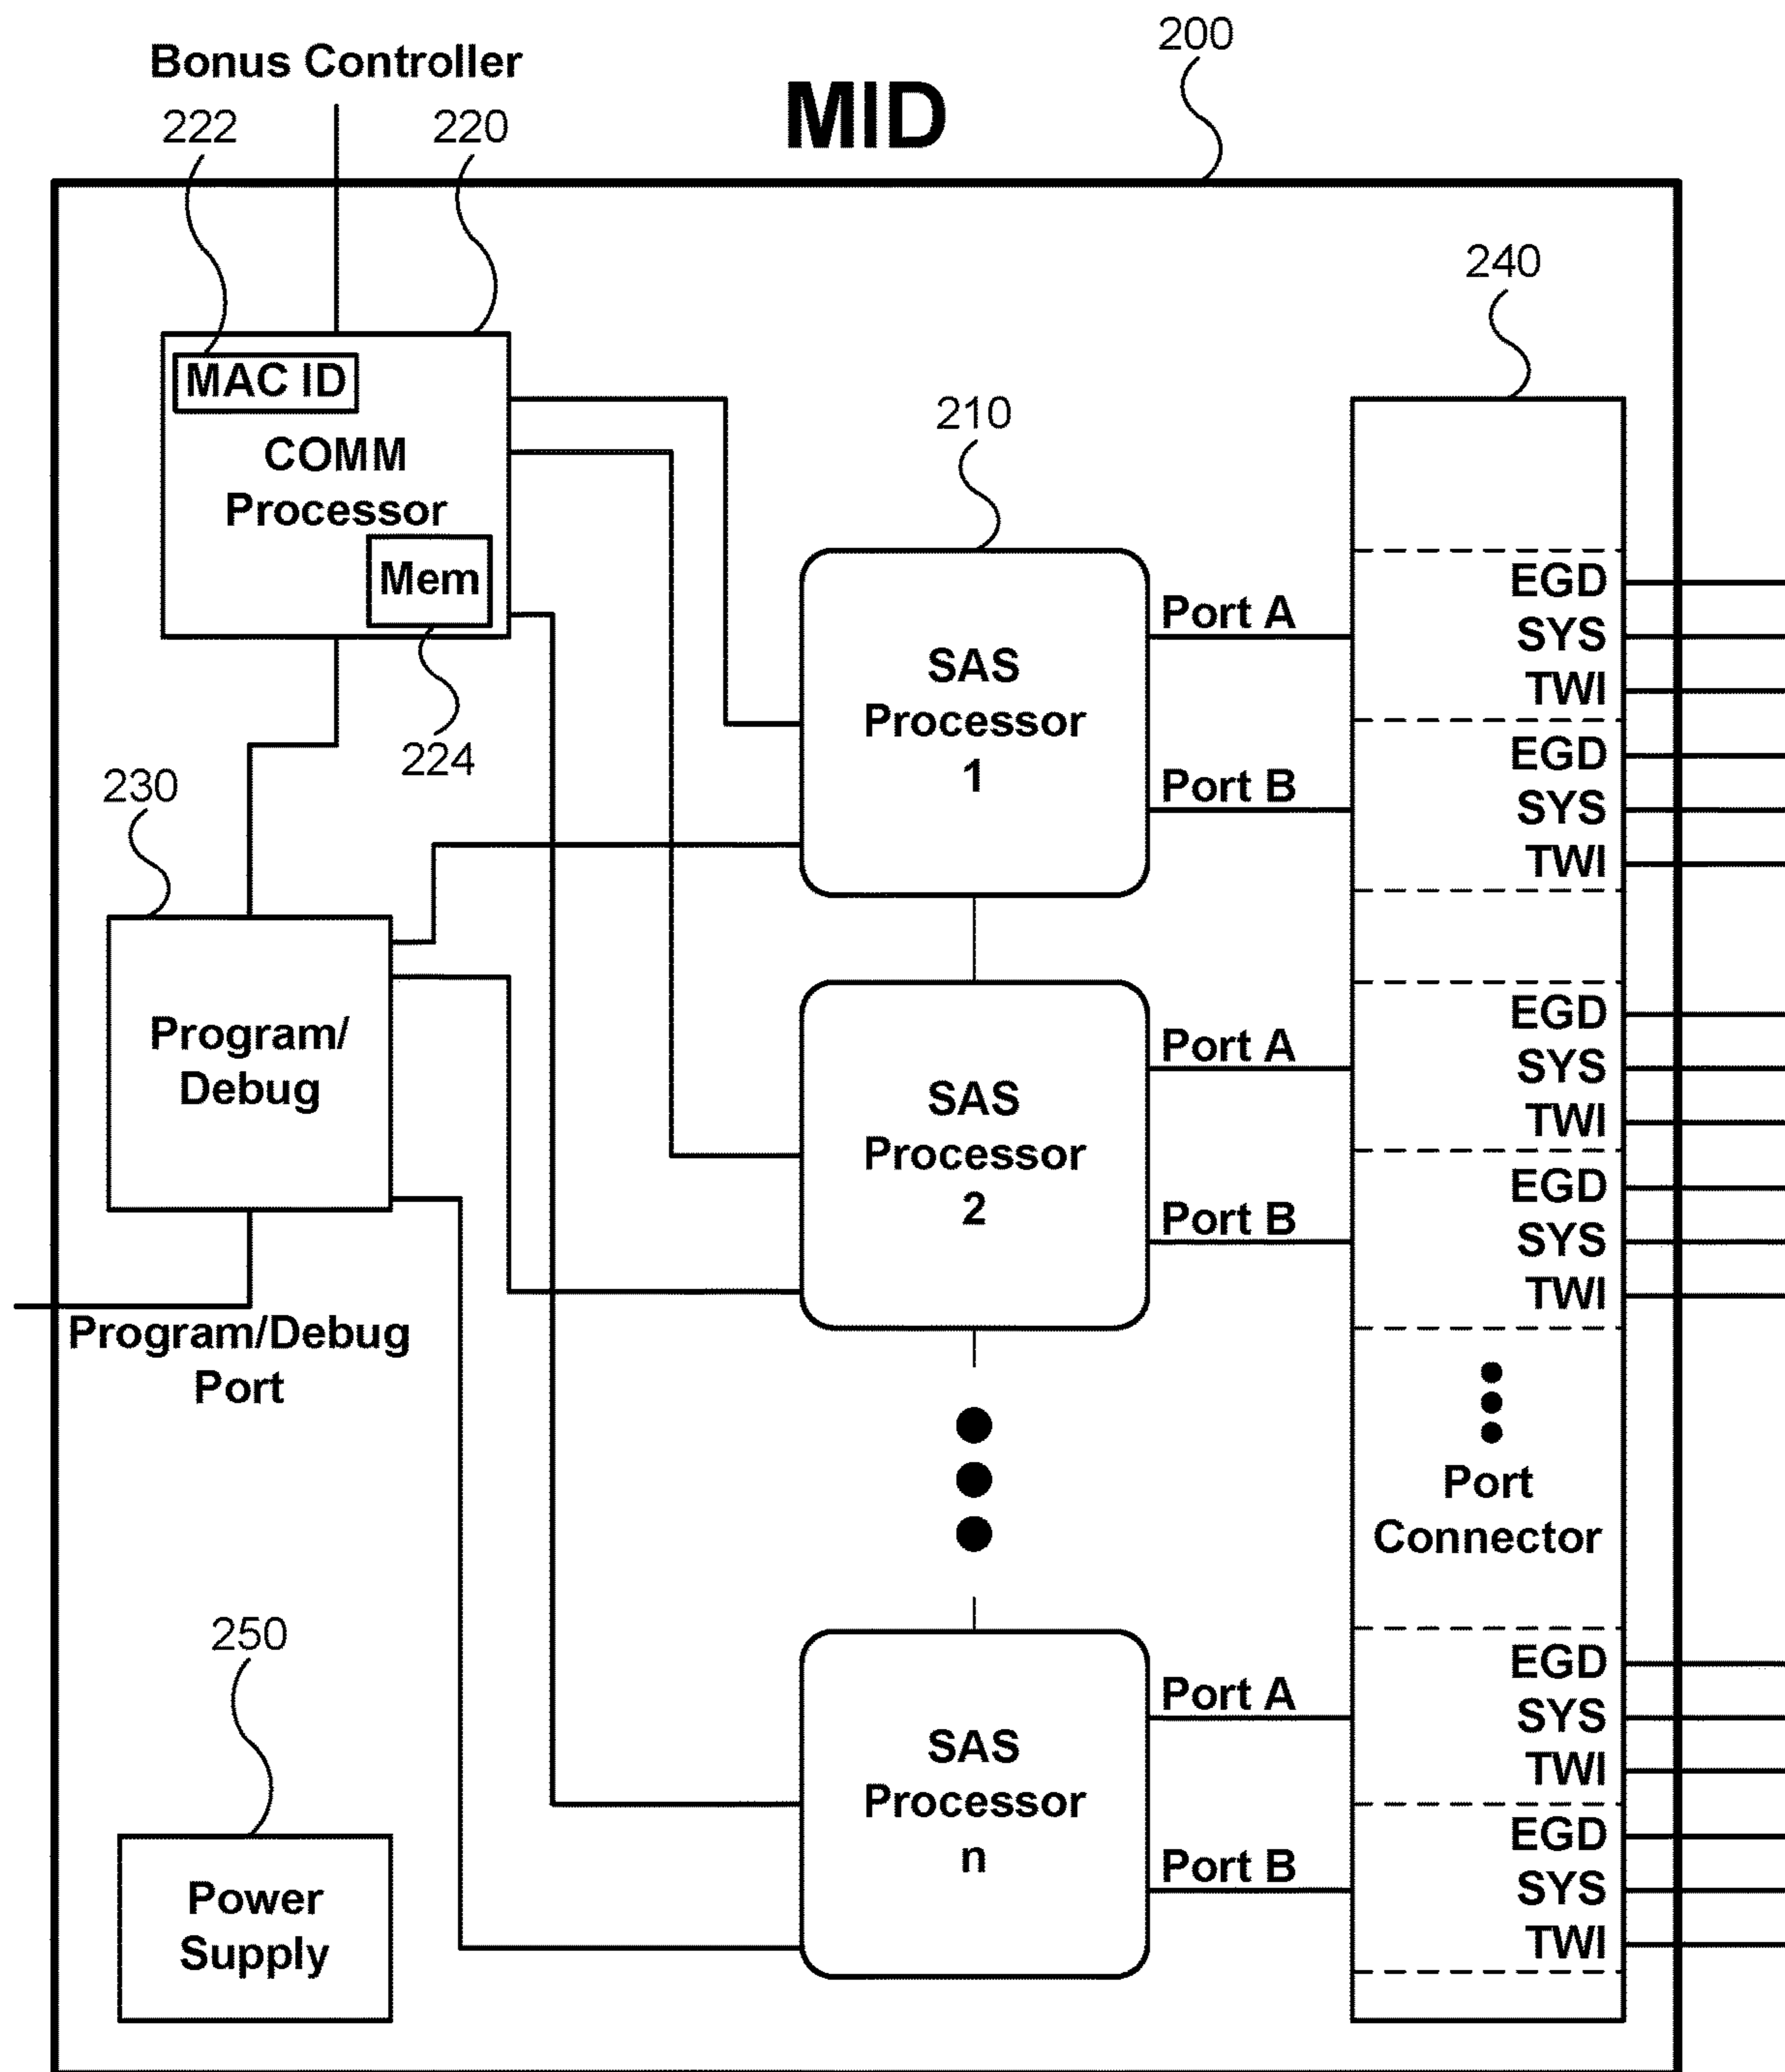 Bonus Controller
200
MID
222
220
240
MAC ID
COMM
Processor
Mem
224
210
SAS
Processor
1
Port A
Port B
EGD
SYS
TWI
EGD
SYS
TWI
230
Program/
Debug
Program/Debug
Port
SAS
Processor
2
Port A
Port B
EGD
SYS
TWI
EGD
SYS
TWI
Port
Connector
250
Power
Supply
SAS
Processor
n
Port A
Port B
EGD
SYS
TWI
EGD
SYS
TWI